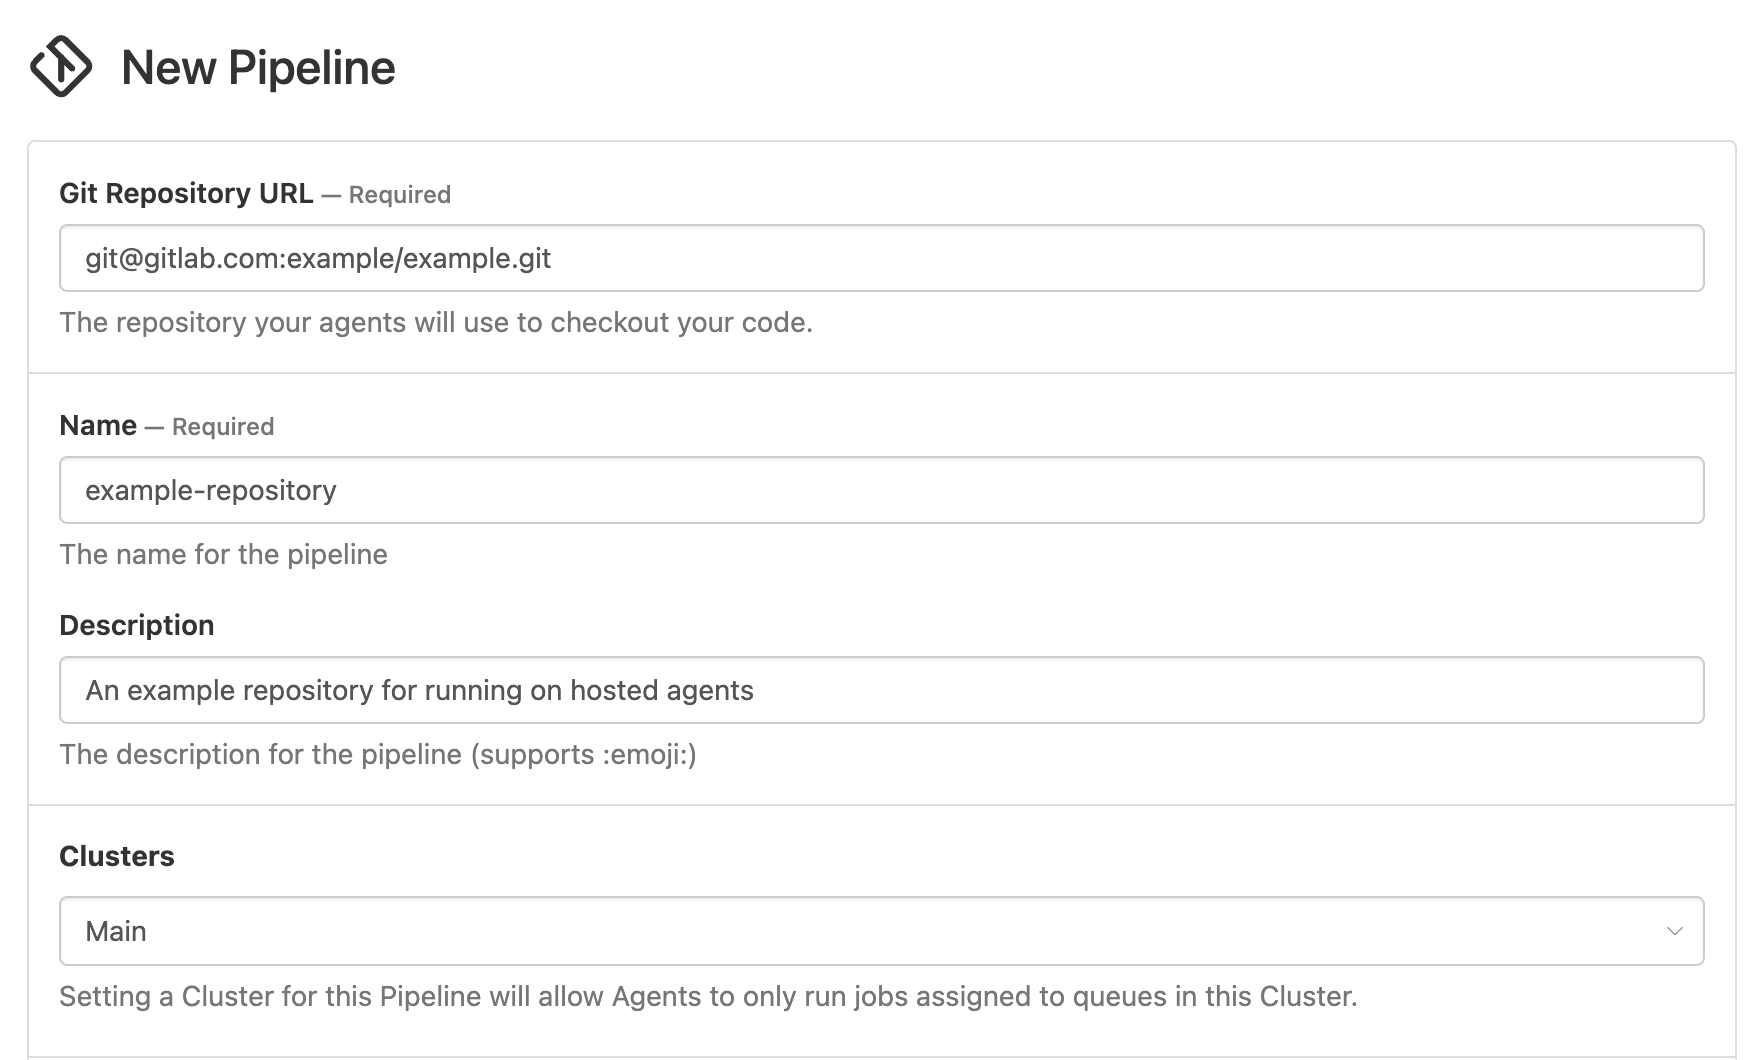 New Pipeline
Git Repository URL — Required
git@gitlab.com:example/example.git
The repository your agents will use to checkout your code.
Name — Required
example-repository
The name for the pipeline
Description
An example repository for running on hosted agents
The description for the pipeline (supports :emoji:)
Clusters
Main
Setting a Cluster for this Pipeline will allow Agents to only run jobs assigned to queues in this Cluster.